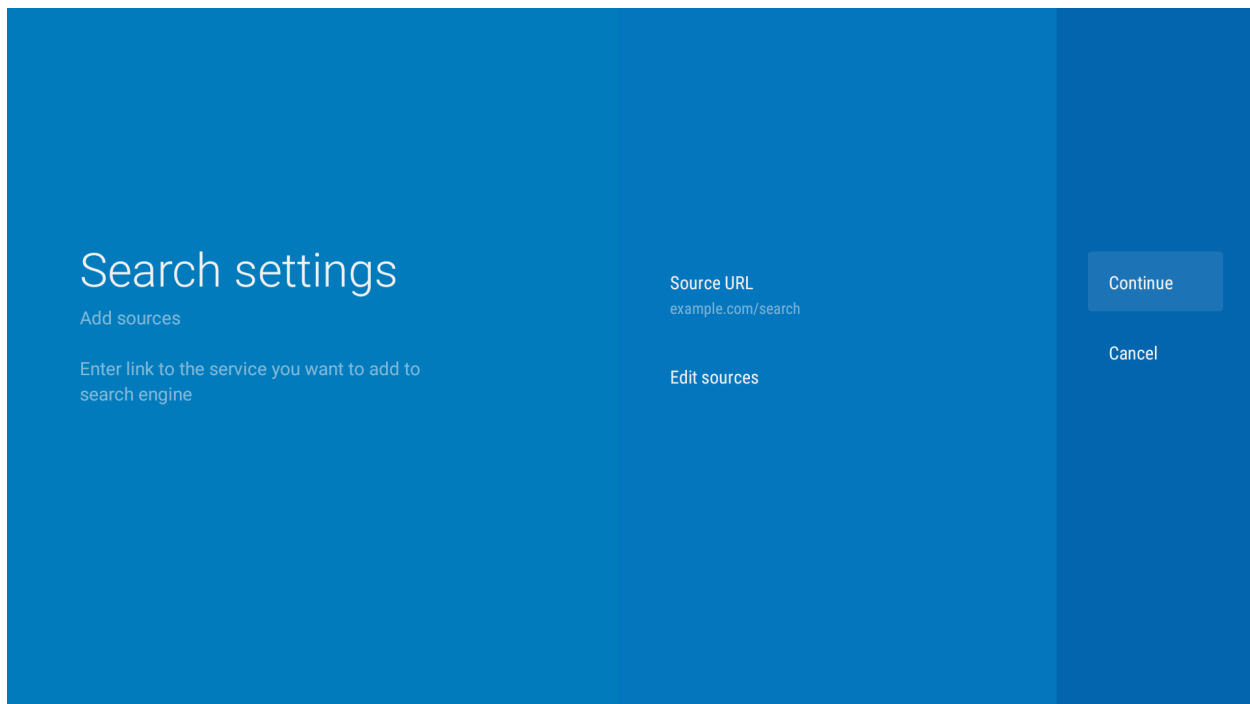 Search settings
Add sources
Enter link to the service you want to add to
search engine
Source URL
example.com/search
Edit sources
Continue
Cancel